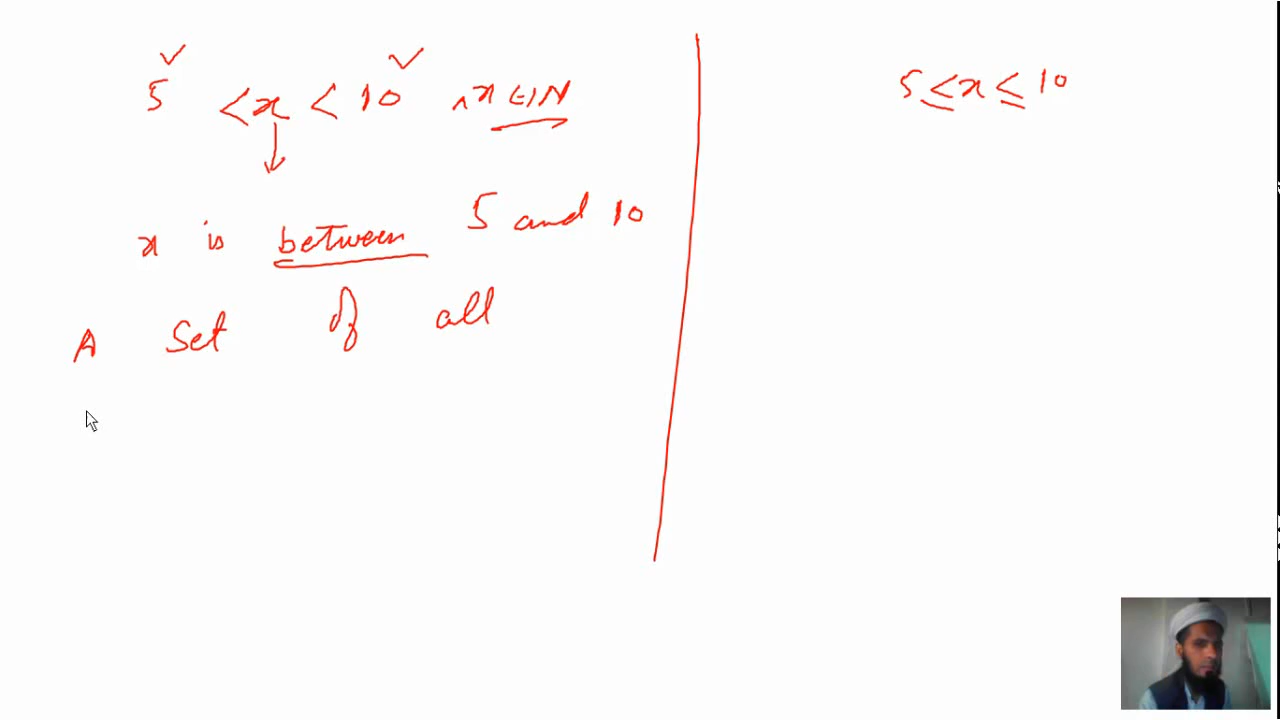 5 < x < 10 ∧ x ∈ ℕ
x is between 5 and 10
A Set of all
5 ≤ x ≤ 10